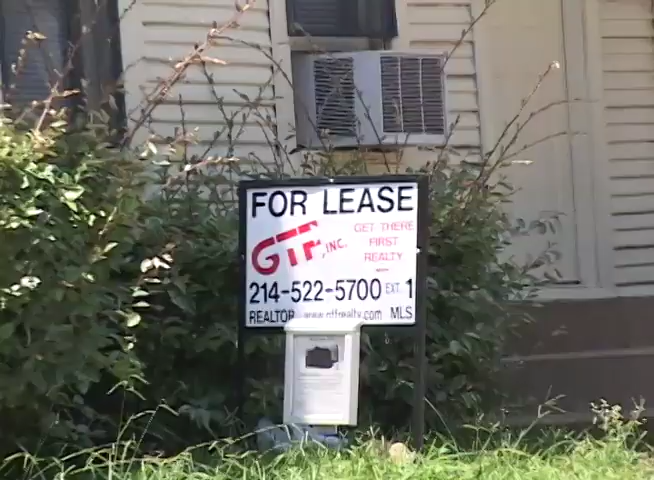 FOR LEASE
GTF, INC.
GET THERE
FIRST
REALTY
214-522-5700 EXT. 1
REALTOR www.gtfrealty.com MLS